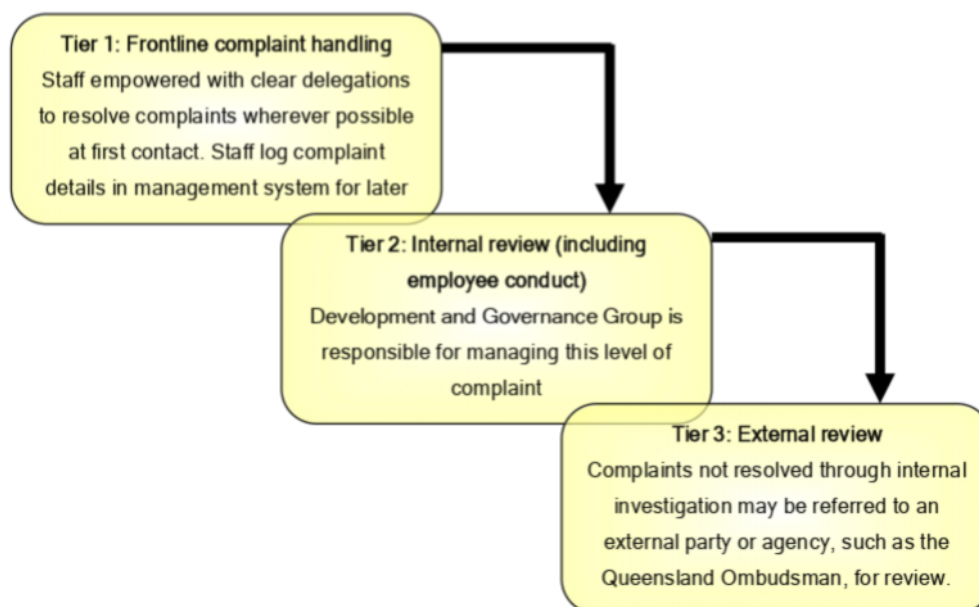 Tier 1: Frontline complaint handling
Staff empowered with clear delegations
to resolve complaints wherever possible
at first contact. Staff log complaint
details in management system for later
Tier 2: Internal review (including
employee conduct)
Development and Governance Group is
responsible for managing this level of
complaint
Tier 3: External review
Complaints not resolved through internal
investigation may be referred to an
external party or agency, such as the
Queensland Ombudsman, for review.